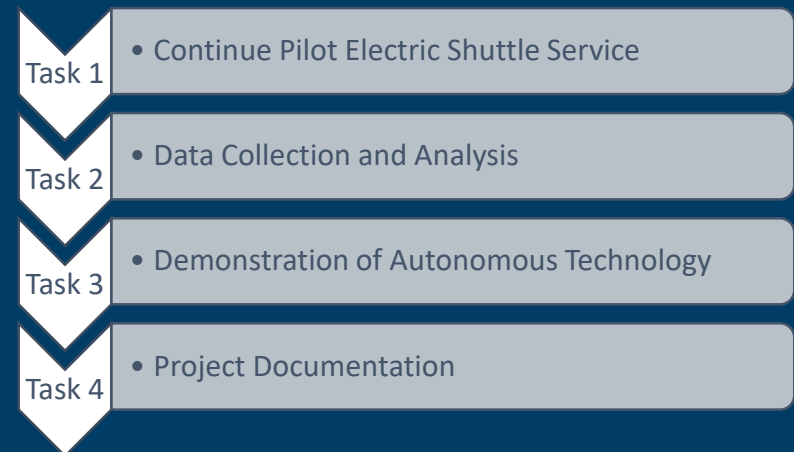 Task 1
• Continue Pilot Electric Shuttle Service
Task 2
• Data Collection and Analysis
Task 3
• Demonstration of Autonomous Technology
Task 4
• Project Documentation